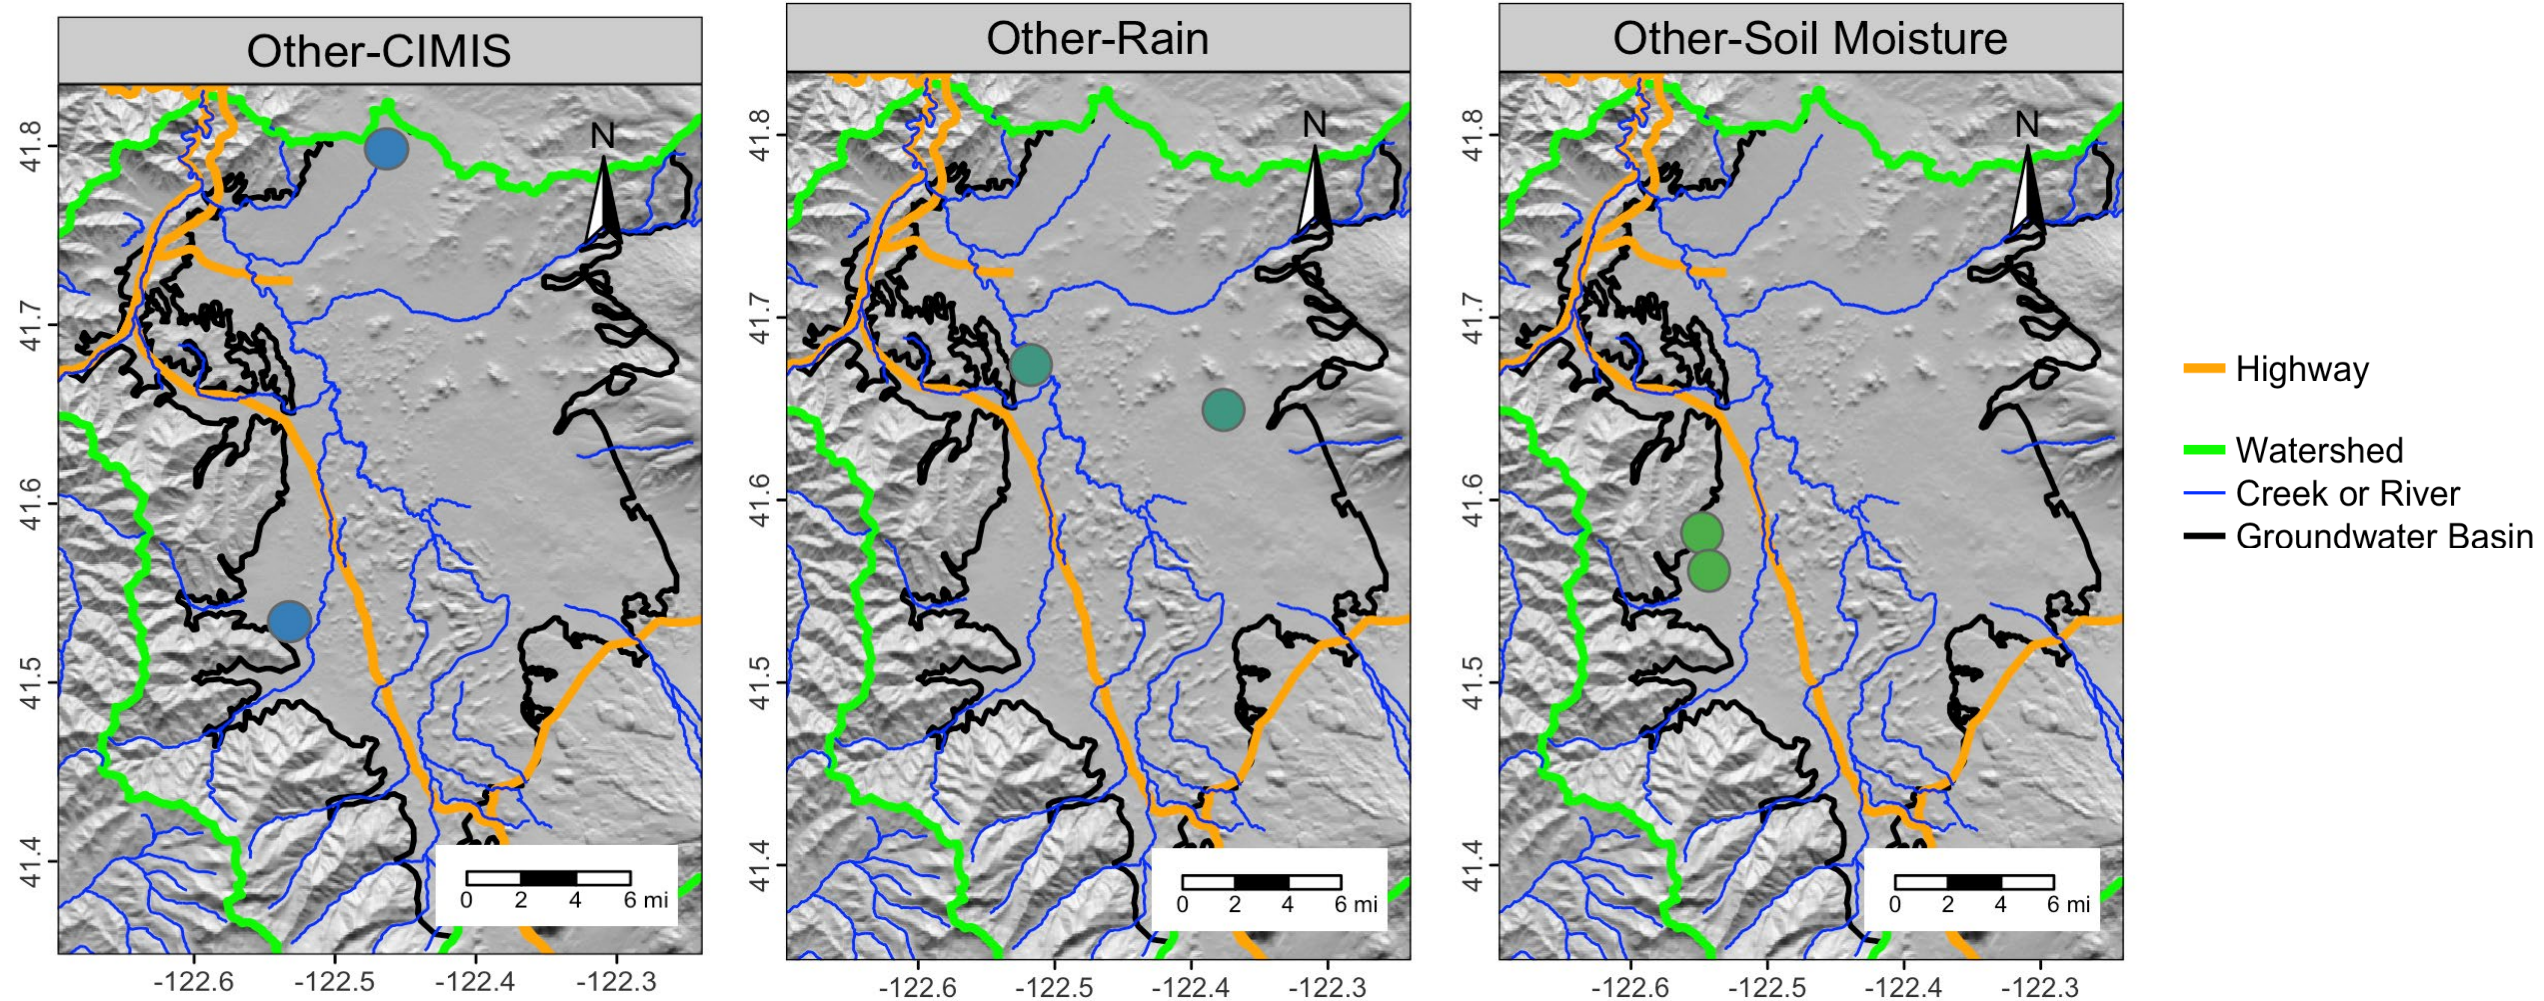 Other-CIMIS
Other-Rain
Other-Soil Moisture
N
N
N
41.8
41.7
41.6
41.5
41.4
41.8
41.7
41.6
41.5
41.4
41.8
41.7
41.6
41.5
41.4
Highway
Watershed
Creek or River
Groundwater Basin
0 2 4 6 mi
0 2 4 6 mi
0 2 4 6 mi
-122.6 -122.5 -122.4 -122.3
-122.6 -122.5 -122.4 -122.3
-122.6 -122.5 -122.4 -122.3